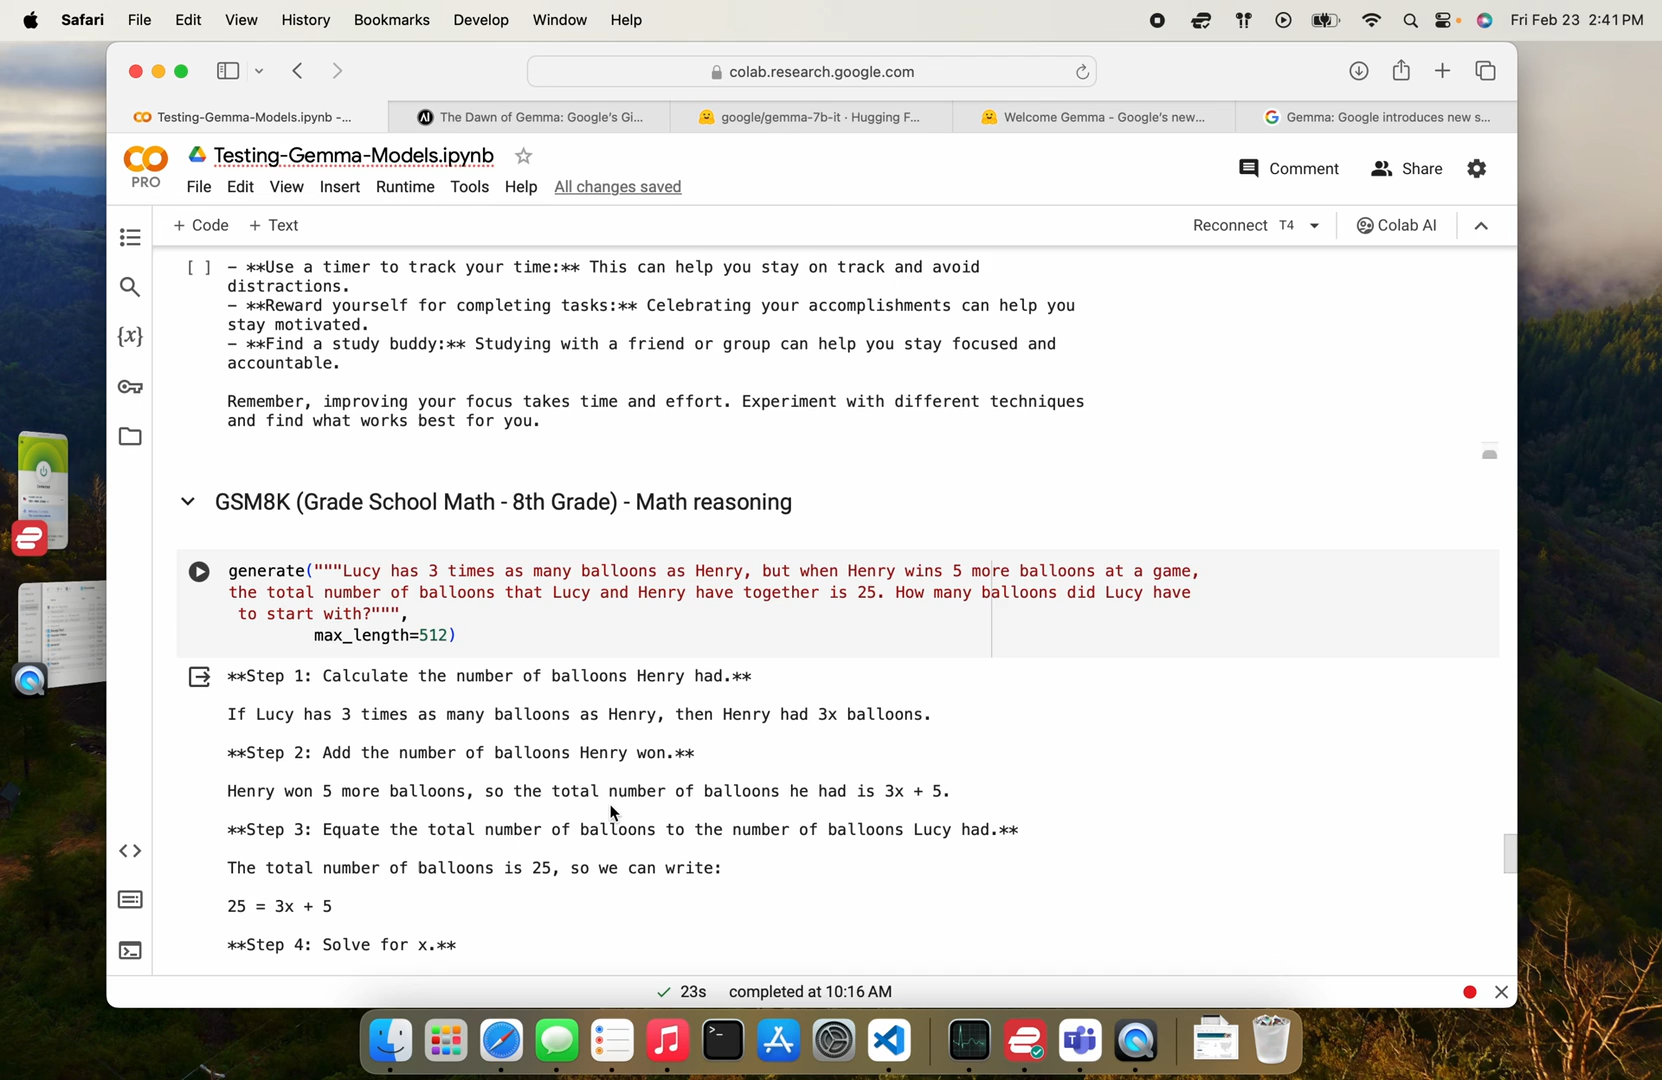 Safari File Edit View History Bookmarks Develop Window Help Fri Feb 23 2:41 PM
colab.research.google.com
Testing-Gemma-Models.ipynb -... The Dawn of Gemma: Google's Gi... google/gemma-7b-it · Hugging F... Welcome Gemma - Google's new... Gemma: Google introduces new s...
Testing-Gemma-Models.ipynb
PRO
Comment Share
File Edit View Insert Runtime Tools Help All changes saved
+ Code + Text Reconnect T4 Colab AI
[ ] - **Use a timer to track your time:** This can help you stay on track and avoid
distractions.
- **Reward yourself for completing tasks:** Celebrating your accomplishments can help you
stay motivated.
- **Find a study buddy:** Studying with a friend or group can help you stay focused and
accountable.
Remember, improving your focus takes time and effort. Experiment with different techniques
and find what works best for you.
GSM8K (Grade School Math - 8th Grade) - Math reasoning
generate("""Lucy has 3 times as many balloons as Henry, but when Henry wins 5 more balloons at a game,
the total number of balloons that Lucy and Henry have together is 25. How many balloons did Lucy have
to start with?""",
max_length=512)
**Step 1: Calculate the number of balloons Henry had.**
If Lucy has 3 times as many balloons as Henry, then Henry had 3x balloons.
**Step 2: Add the number of balloons Henry won.**
Henry won 5 more balloons, so the total number of balloons he had is 3x + 5.
**Step 3: Equate the total number of balloons to the number of balloons Lucy had.**
The total number of balloons is 25, so we can write:
25 = 3x + 5
**Step 4: Solve for x.**
23s completed at 10:16 AM